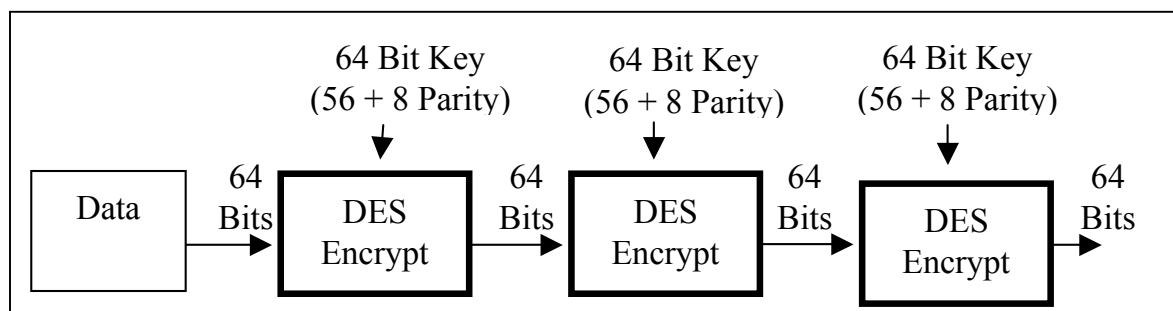 64 Bit Key
(56 + 8 Parity)
64 Bit Key
(56 + 8 Parity)
64 Bit Key
(56 + 8 Parity)
Data
64
Bits
DES
Encrypt
64
Bits
DES
Encrypt
64
Bits
DES
Encrypt
64
Bits